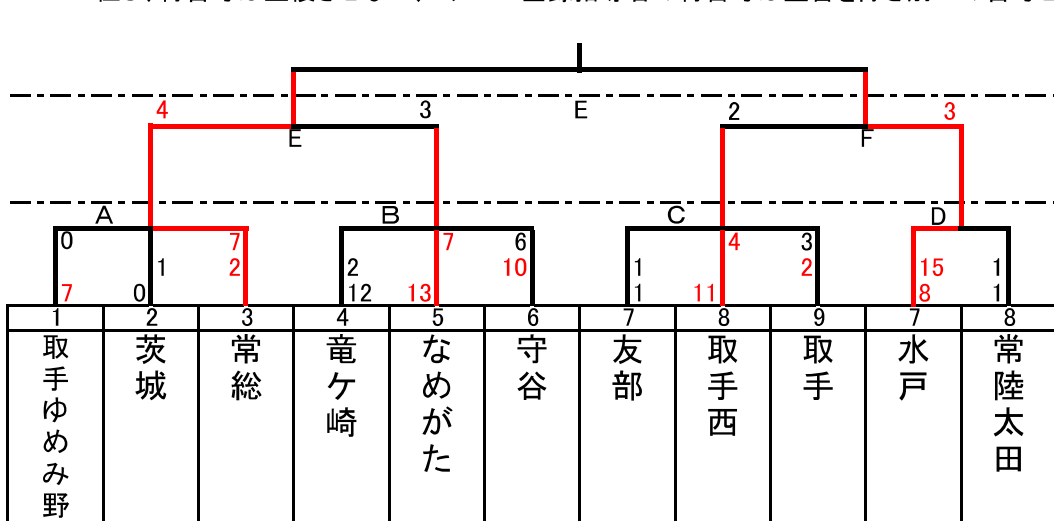 4 3 E 2 3
E F
A B C D
0 7 7 6 4 3
1 2 2 10 1 2 15 1
7 0 12 13 1 11 8 1
1 2 3 4 5 6 7 8 9 7 8
取手ゆめみ野
茨城
常総
竜ケ崎
なめがた
守谷
友部
取手西
取手
水戸
常陸太田